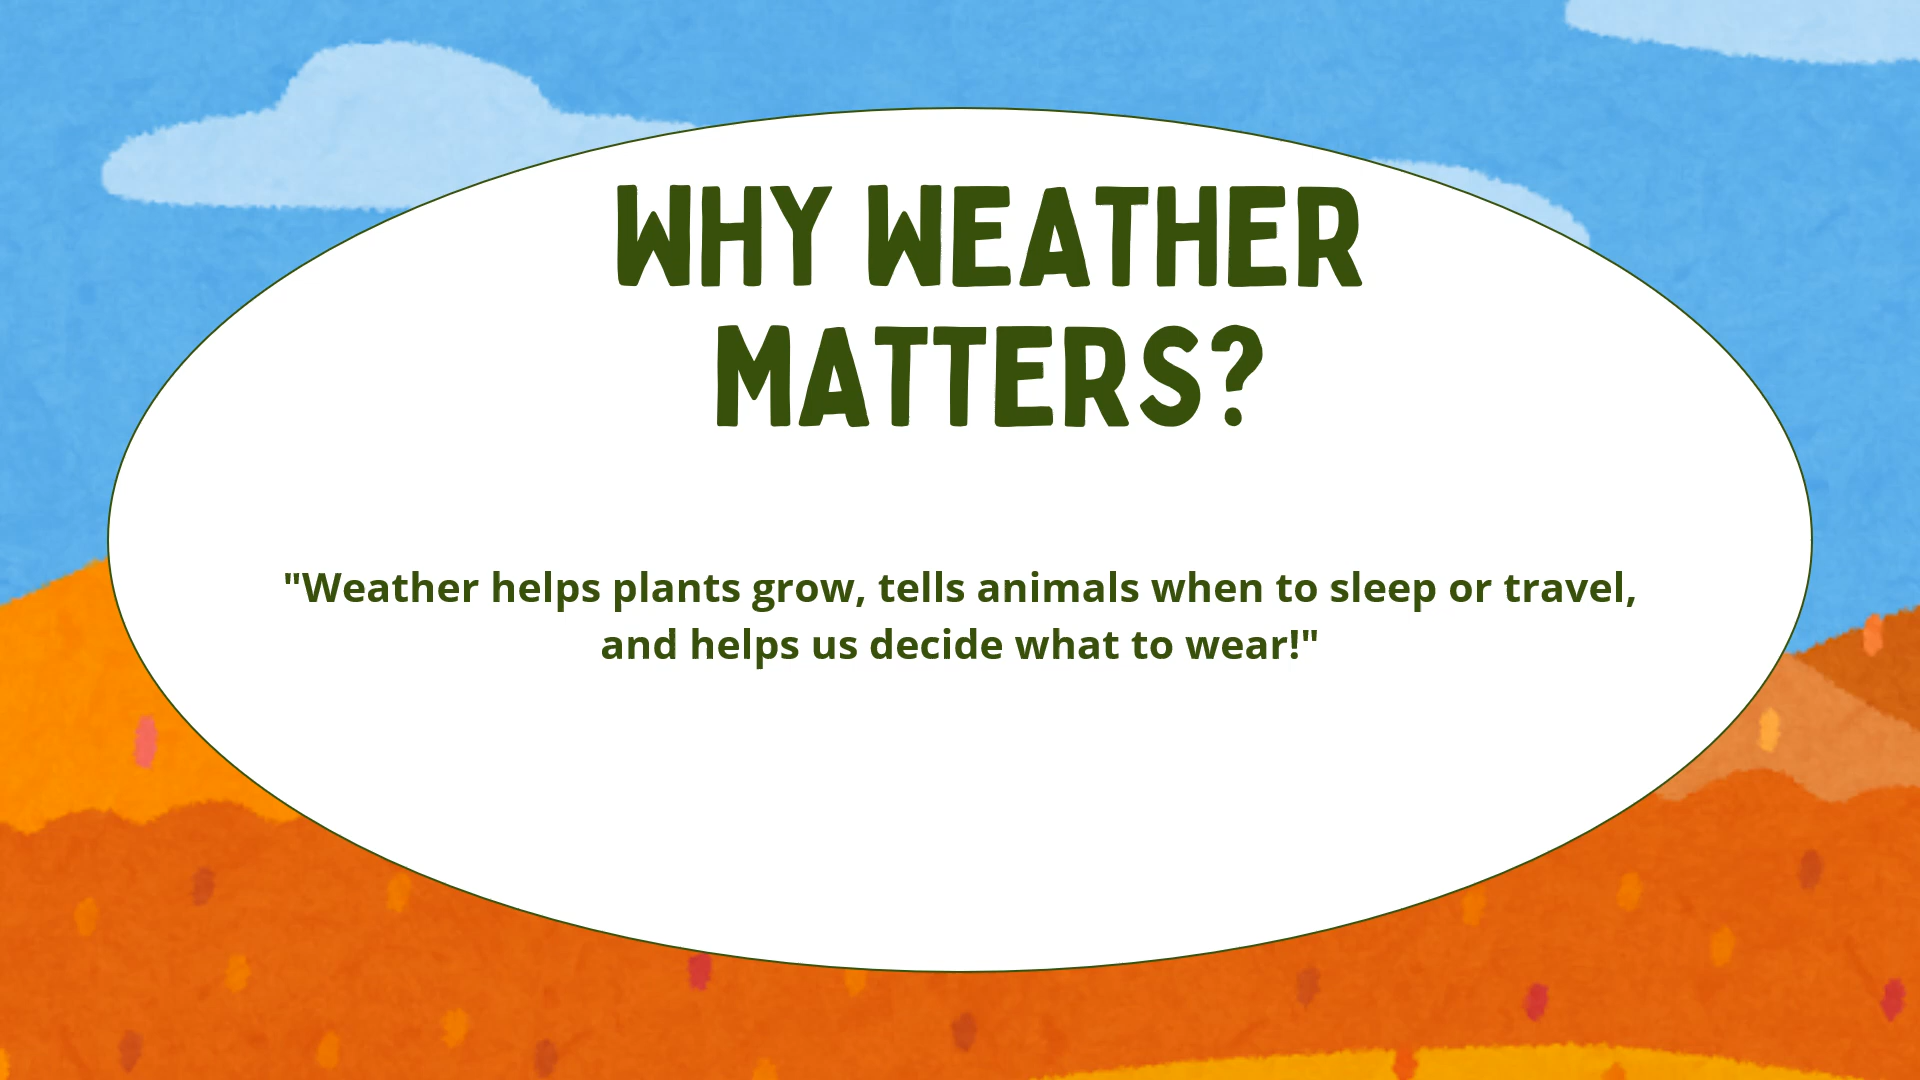 WHY WEATHER
MATTERS?
"Weather helps plants grow, tells animals when to sleep or travel,
and helps us decide what to wear!"